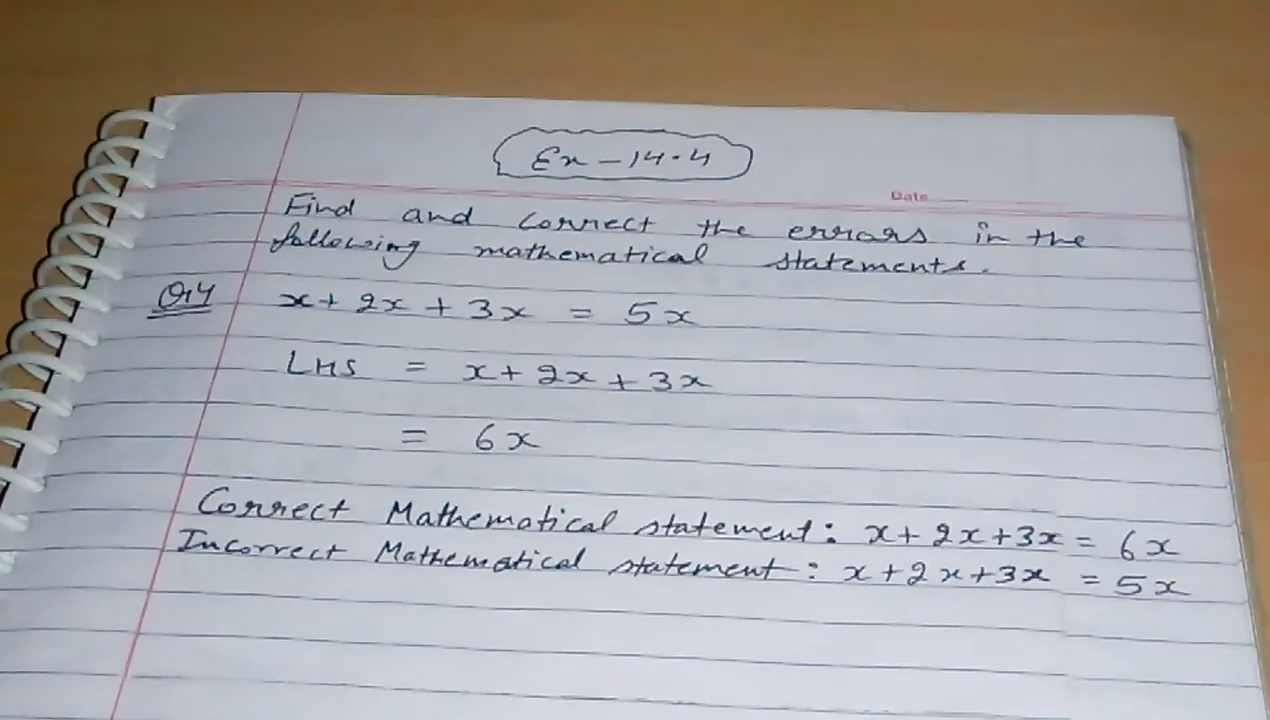 Ex - 14.4
Date
Find and correct the errors in the
following mathematical statements.
Q.4 x + 2x + 3x = 5x
LHS = x + 2x + 3x
= 6x
Correct Mathematical statement : x + 2x + 3x = 6x
Incorrect Mathematical statement : x + 2x + 3x = 5x